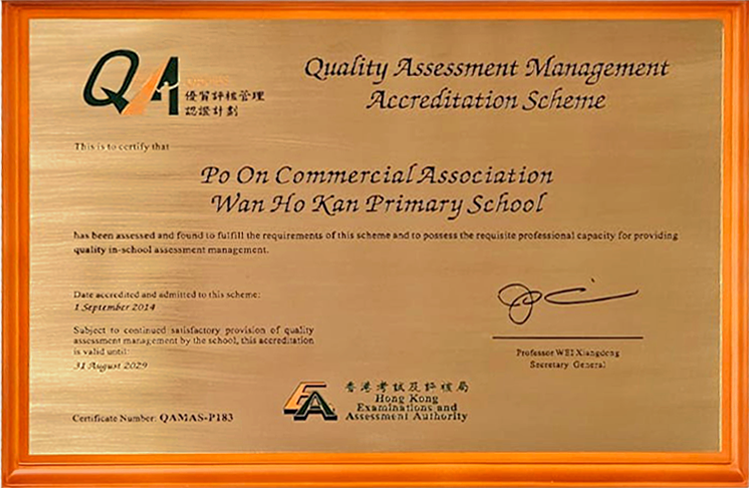 QA
優質評核管理
認證計劃
Quality Assessment Management
Accreditation Scheme
This is to certify that
Po On Commercial Association
Wan Ho Kan Primary School
has been assessed and found to fulfill the requirements of this scheme and to possess the requisite professional capacity for providing
quality in-school assessment management.
Date accredited and admitted to this scheme:
1 September 2014
Subject to continued satisfactory provision of quality
assessment management by the school, this accreditation
is valid until:
31 August 2029
Professor WEI Xiangdong
Secretary General
Certificate Number: QAMAS-P183
香港考試及評核局
Hong Kong
Examinations and
Assessment Authority